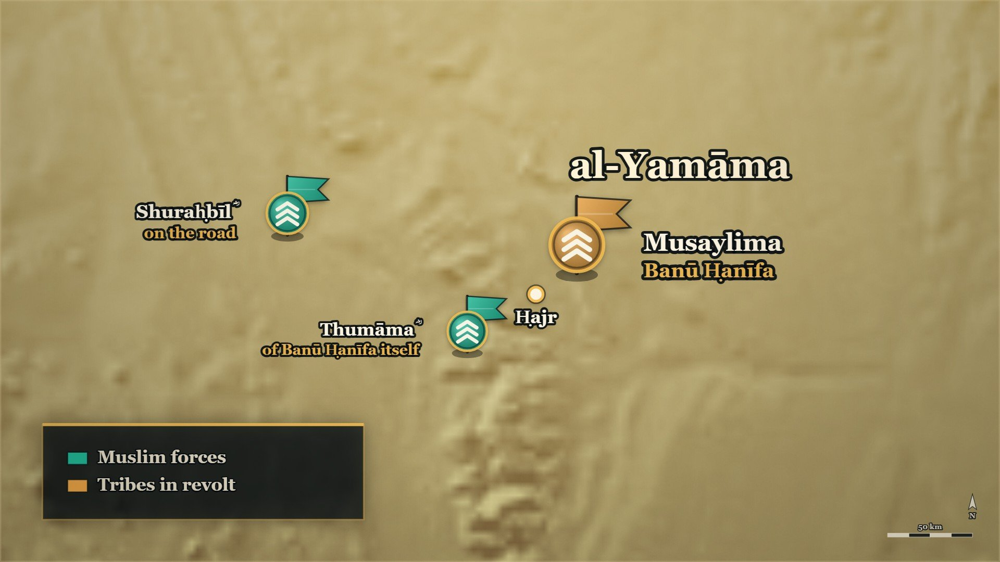 al-Yamāma
Shuraḥbīl
on the road
Musaylima
Banū Ḥanīfa
Ḥajr
Thumāma
of Banū Ḥanīfa itself
Muslim forces
Tribes in revolt
N
50 km